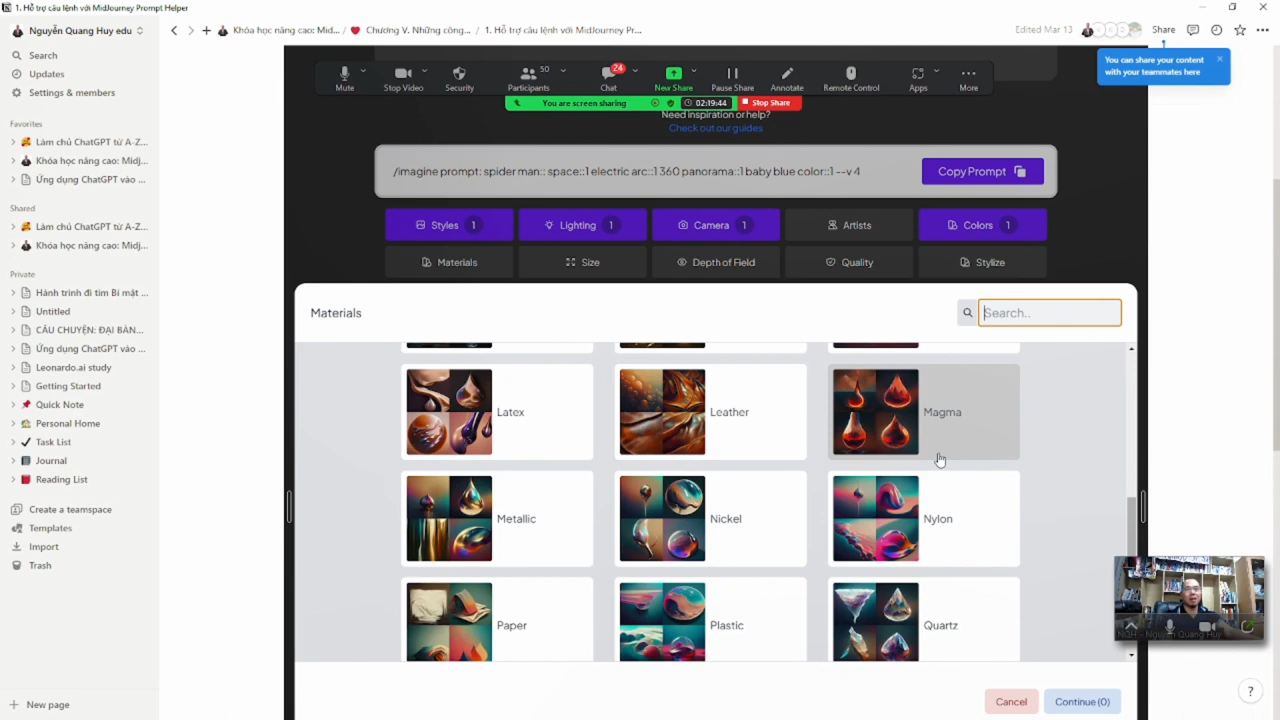 1. Hỗ trợ câu lệnh với MidJourney Prompt Helper
Nguyễn Quang Huy edu
Khóa học nâng cao: Mid... / Chương V. Những công... / 1. Hỗ trợ câu lệnh với MidJourney Pr...
Edited Mar 13
Share
Search
Updates
Settings & members
Favorites
Làm chủ ChatGPT từ A-Z...
Khóa học nâng cao: Midj...
Ứng dụng ChatGPT vào ...
Shared
Làm chủ ChatGPT từ A-Z...
Khóa học nâng cao: Midj...
Private
Hành trình đi tìm Bí mật ...
Untitled
CÂU CHUYỆN: ĐẠI BÀN...
Ứng dụng ChatGPT vào ...
Leonardo.ai study
Getting Started
Quick Note
Personal Home
Task List
Journal
Reading List
Create a teamspace
Templates
Import
Trash
New page
You can share your content
with your teammates here
50
24
Mute
Stop Video
Security
Participants
Chat
New Share
Pause Share
Annotate
Remote Control
Apps
More
You are screen sharing
02:19:44
Stop Share
Need inspiration or help?
Check out our guides
/imagine prompt: spider man:: space::1 electric arc::1 360 panorama::1 baby blue color::1 --v 4
Copy Prompt
Styles 1
Lighting 1
Camera 1
Artists
Colors 1
Materials
Size
Depth of Field
Quality
Stylize
Materials
Search..
Latex
Leather
Magma
Metallic
Nickel
Nylon
Paper
Plastic
Quartz
NQH - Nguyen Quang Huy
Cancel
Continue (0)
?